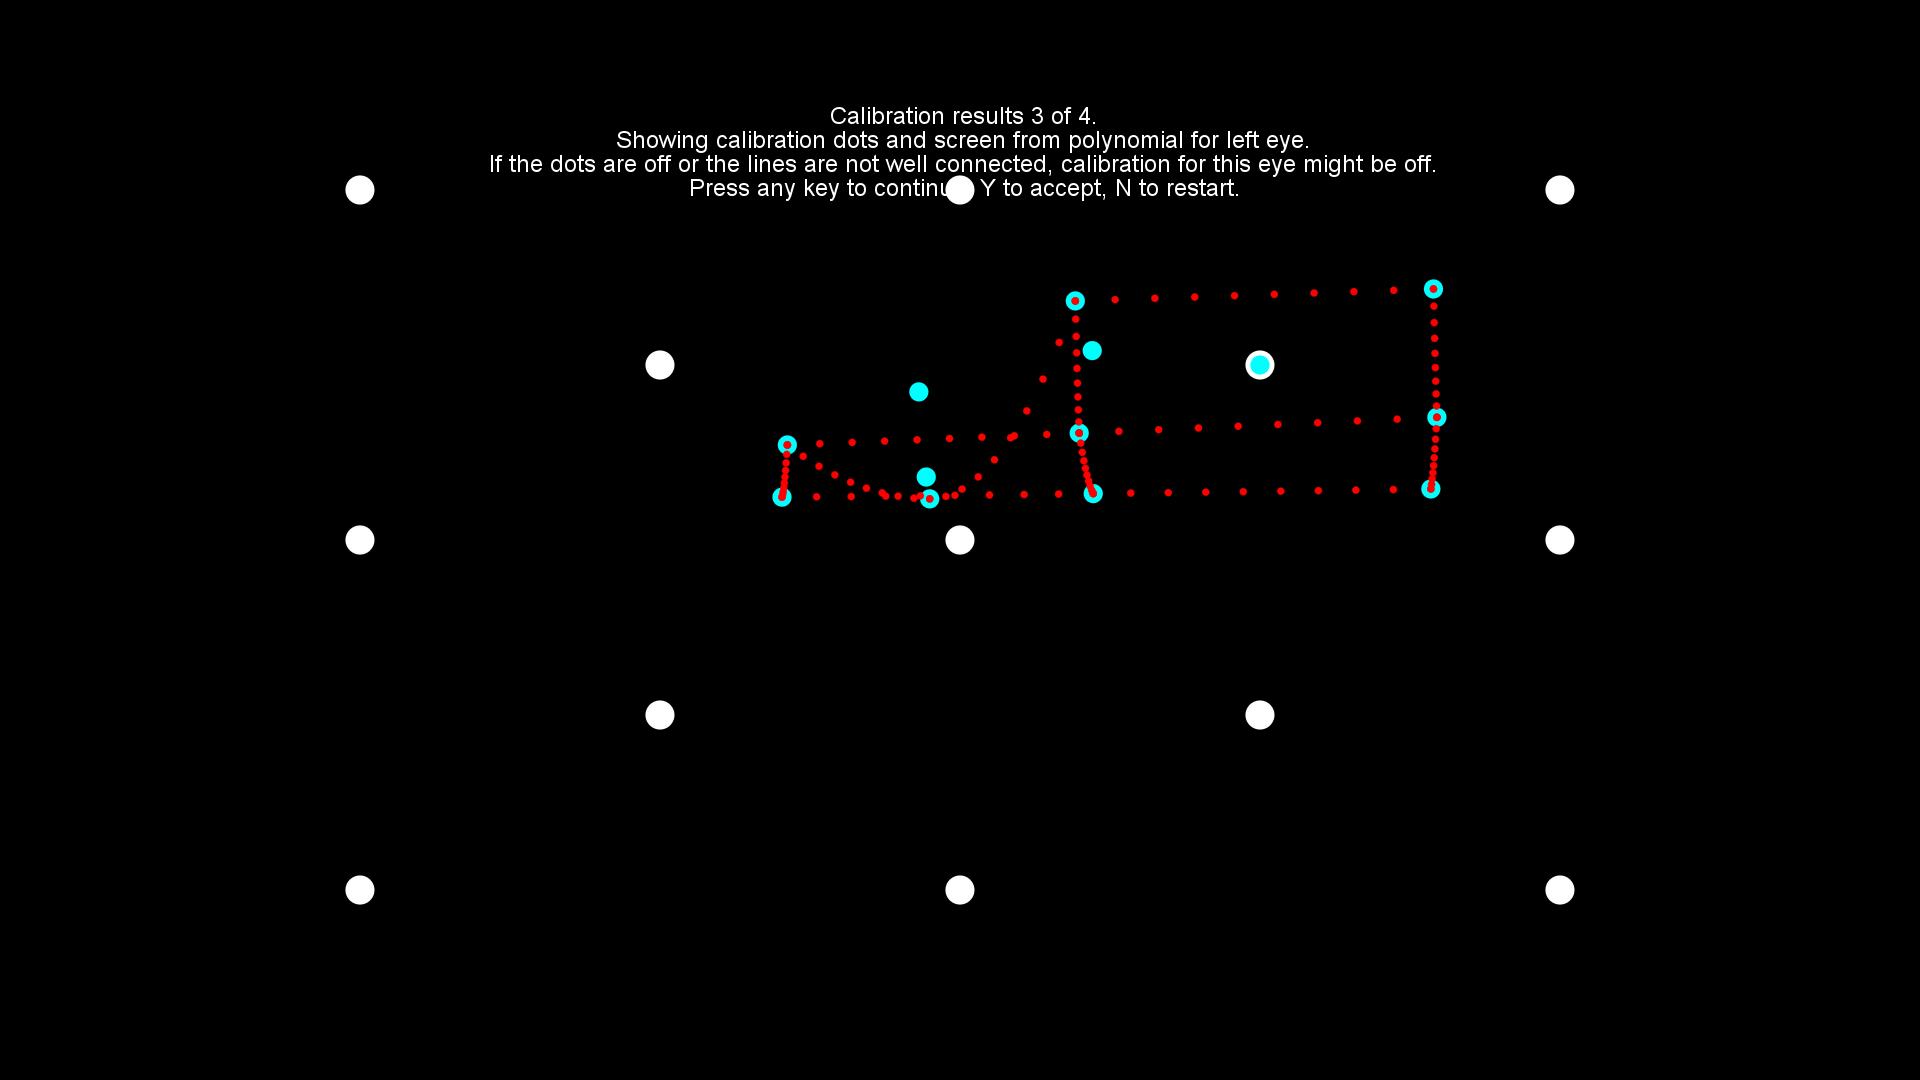 Calibration results 3 of 4.
Showing calibration dots and screen from polynomial for left eye.
If the dots are off or the lines are not well connected, calibration for this eye might be off.
Press any key to continu Y to accept, N to restart.